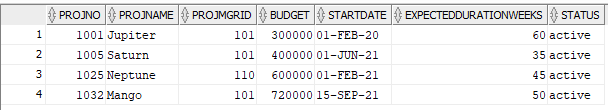 PROJNO PROJNAME PROJMGRID BUDGET STARTDATE EXPECTEDDURATIONWEEKS STATUS
1 1001 Jupiter 101 300000 01-FEB-20 60 active
2 1005 Saturn 101 400000 01-JUN-21 35 active
3 1025 Neptune 110 600000 01-FEB-21 45 active
4 1032 Mango 101 720000 15-SEP-21 50 active